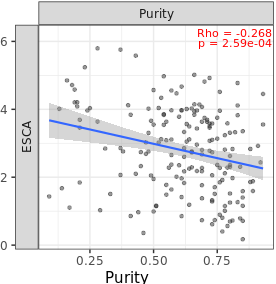 Purity
Rho = -0.268
p = 2.59e-04
ESCA
6
4
2
0
0.25 0.50 0.75
Purity